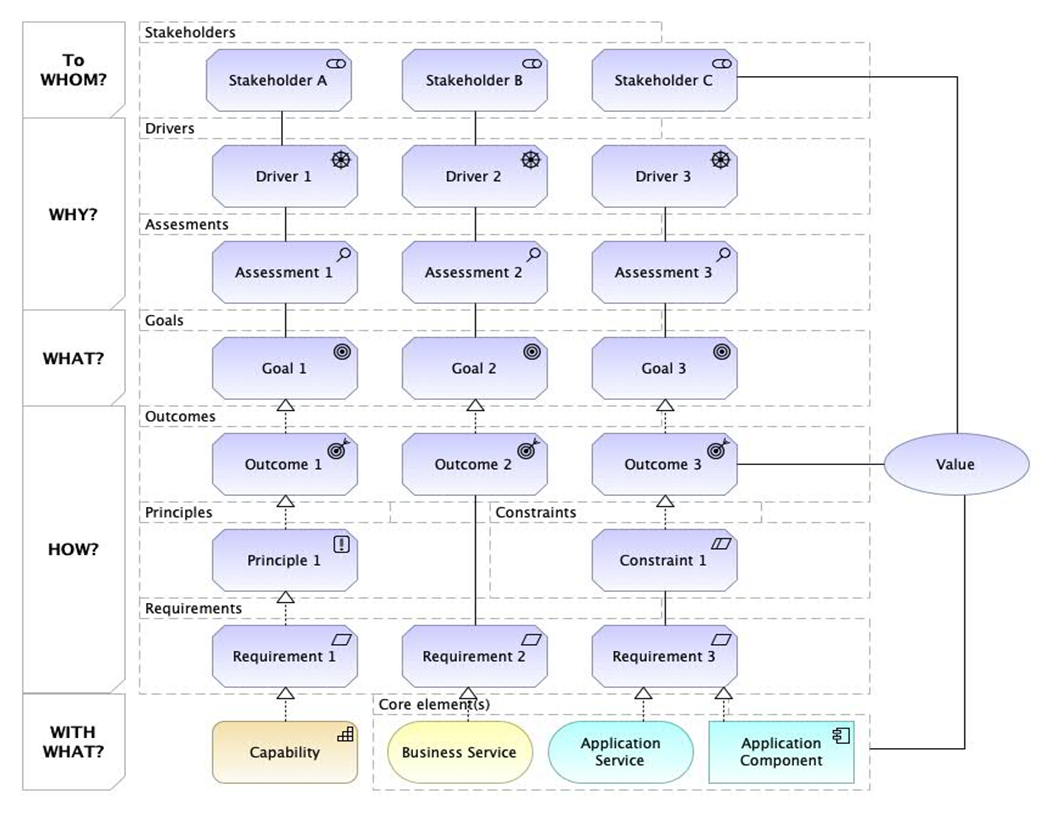 To
WHOM?
Stakeholders
Stakeholder A
Stakeholder B
Stakeholder C
WHY?
Drivers
Driver 1
Driver 2
Driver 3
Assesments
Assessment 1
Assessment 2
Assessment 3
WHAT?
Goals
Goal 1
Goal 2
Goal 3
HOW?
Outcomes
Outcome 1
Outcome 2
Outcome 3
Value
Principles
Constraints
Principle 1
Constraint 1
Requirements
Requirement 1
Requirement 2
Requirement 3
WITH
WHAT?
Core element(s)
Capability
Business Service
Application
Service
Application
Component